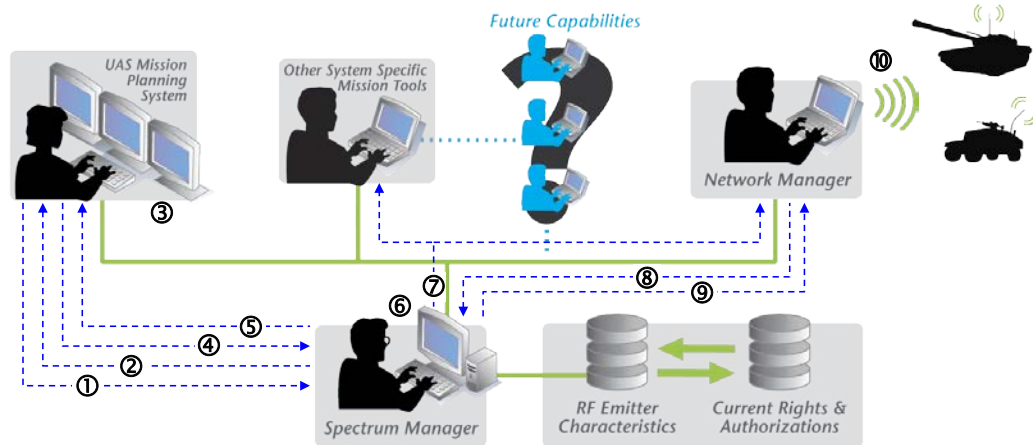 Future Capabilities
UAS Mission
Planning
System
Other System Specific
Mission Tools
⑩
Network Manager
③
⑦
⑧
⑨
⑥
⑤
④
②
①
Spectrum Manager
RF Emitter
Characteristics
Current Rights &
Authorizations